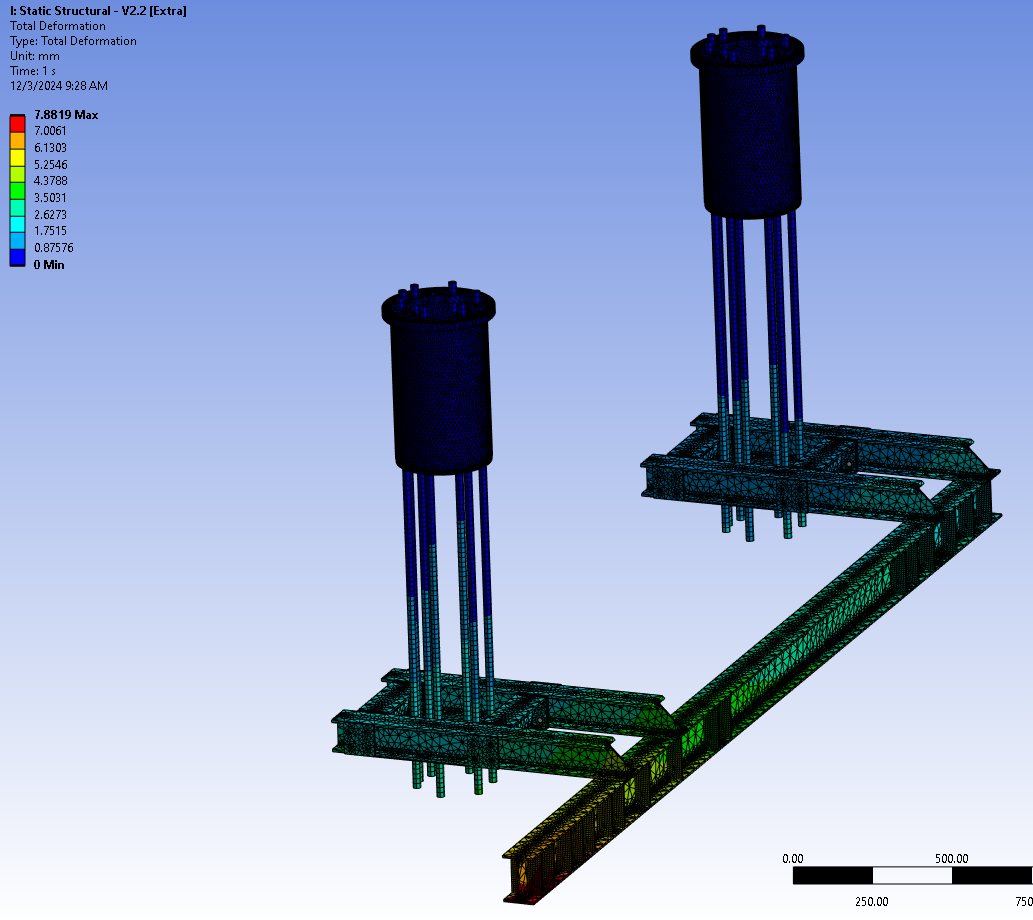 I: Static Structural - V2.2 [Extra]
Total Deformation
Type: Total Deformation
Unit: mm
Time: 1 s
12/3/2024 9:28 AM
7.8819 Max
7.0061
6.1303
5.2546
4.3788
3.5031
2.6273
1.7515
0.87576
0 Min
0.00 500.00
250.00 750